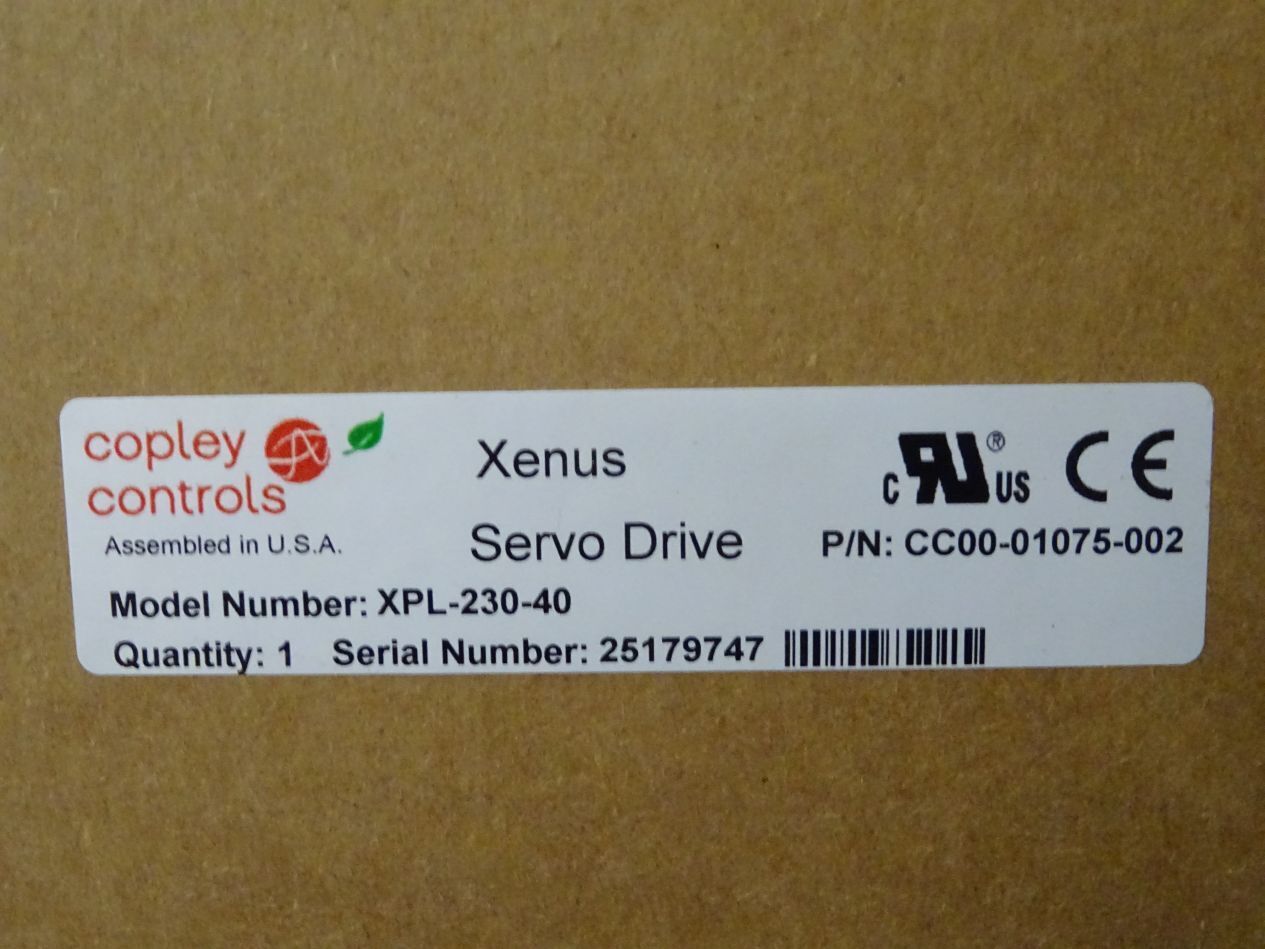 copley
controls
Assembled in U.S.A.
Xenus
Servo Drive
c RU ® US CE
P/N: CC00-01075-002
Model Number: XPL-230-40
Quantity: 1 Serial Number: 25179747